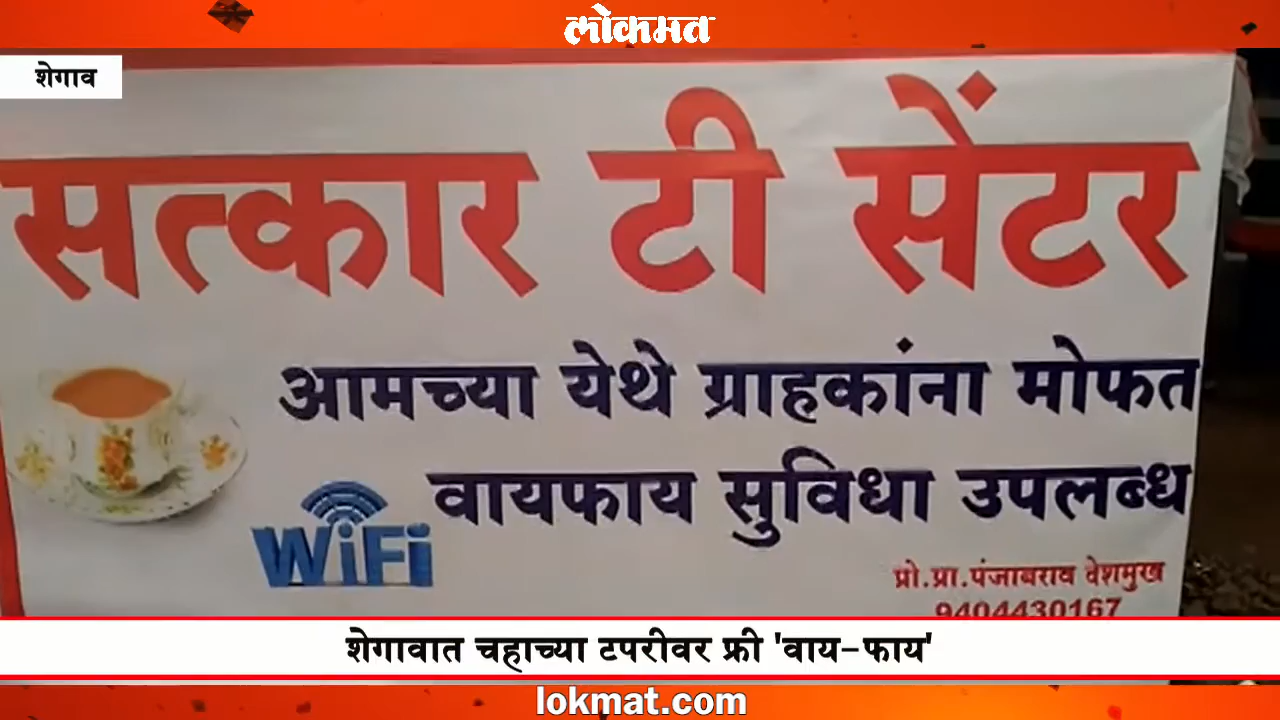 लोकमत
शेगाव
सत्कार टी सेंटर
आमच्या येथे ग्राहकांना मोफत
वायफाय सुविधा उपलब्ध
WiFi
प्रो.प्रा.पंजाबराव देशमुख
9404430167
शेगावात चहाच्या टपरीवर फ्री 'वाय-फाय'
lokmat.com